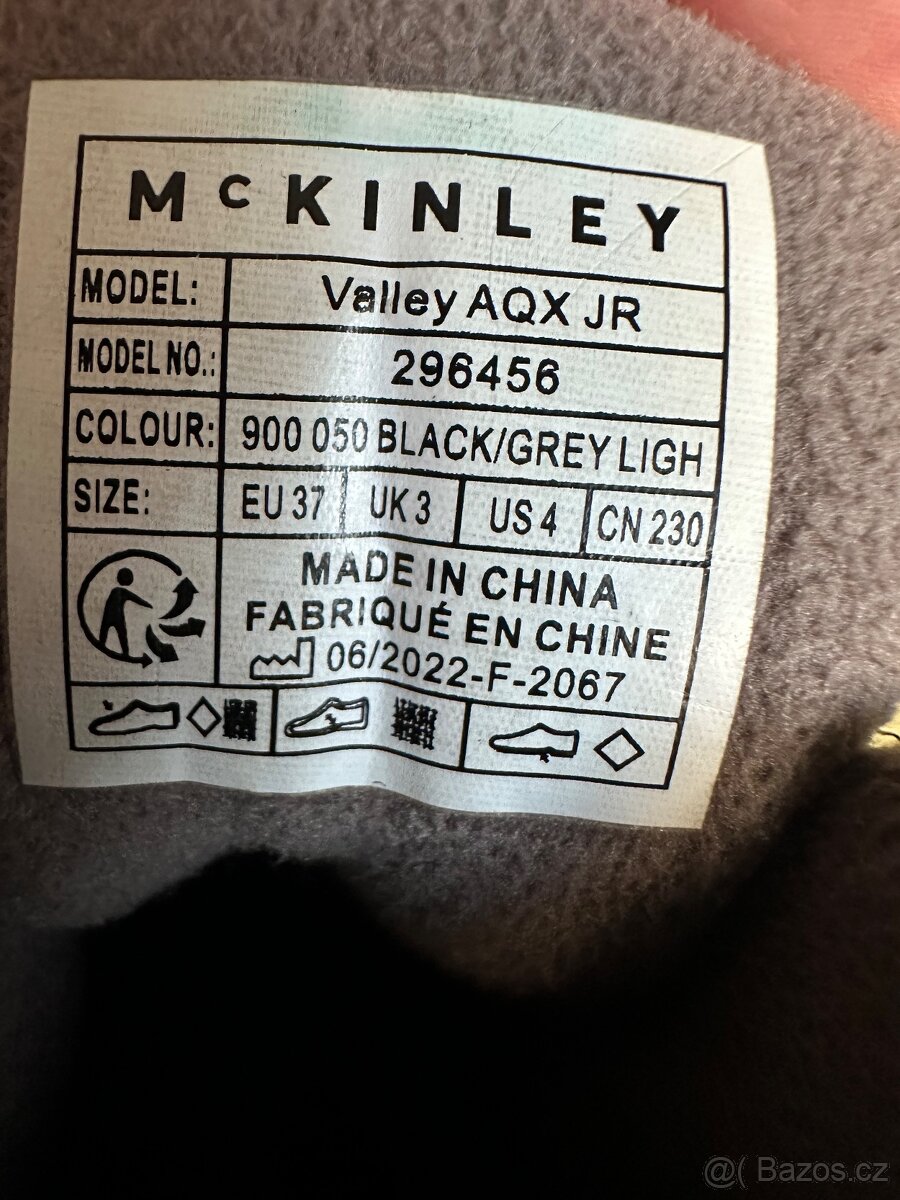 McKINLEY
MODEL: Valley AQX JR
MODEL NO.: 296456
COLOUR: 900 050 BLACK/GREY LIGH
SIZE: EU 37 UK 3 US 4 CN 230
MADE IN CHINA
FABRIQUÉ EN CHINE
06/2022-F-2067
@( Bazos.cz